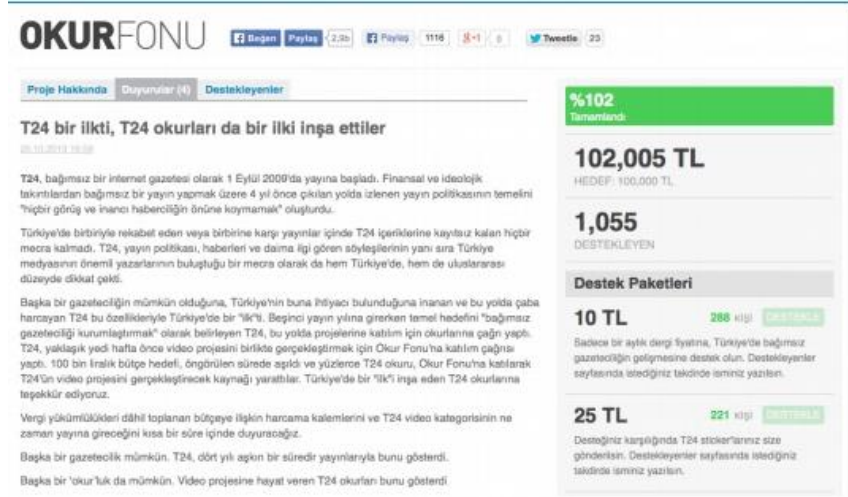 OKURFONU
Beğen Paylaş 2,9b Paylaş 1116 g+1 Tweetle 23
Proje Hakkında Duyurular (4) Destekleyenler
T24 bir ilkti, T24 okurları da bir ilki inşa ettiler
T24, bağımsız bir internet gazetesi olarak 1 Eylül 2009'da yayına başladı. Finansal ve ideolojik
takıntılardan bağımsız bir yayın yapmak üzere 4 yıl önce çıkılan yolda izlenen yayın politikasının temelini
"hiçbir görüş ve inancı haberciliğin önüne koymamak" oluşturdu.
Türkiye'de birbiriyle rekabet eden veya birbirine karşı yayınlar içinde T24 içeriklerine kayıtsız kalan hiçbir
mecra kalmadı. T24, yayın politikası, haberleri ve daima ilgi gören söyleşilerinin yanı sıra Türkiye
medyasının önemli yazarlarının buluştuğu bir mecra olarak da hem Türkiye'de, hem de uluslararası
düzeyde dikkat çekti.
Başka bir gazeteciliğin mümkün olduğuna, Türkiye'nin buna ihtiyacı bulunduğuna inanan ve bu yolda çaba
harcayan T24 bu özellikleriyle Türkiye'de bir "ilk"ti. Beşinci yayın yılına girerken temel hedefini "bağımsız
gazeteciliği kurumlaştırmak" olarak belirleyen T24, bu yolda projelerine katılım için okurlarına çağrı yaptı.
T24, yaklaşık yedi hafta önce video projesini birlikte gerçekleştirmek için Okur Fonu'na katılım çağrısı
yaptı. 100 bin liralık bütçe hedefi, öngörülen sürede aşıldı ve yüzlerce T24 okuru, Okur Fonu'na katılarak
T24'ün video projesini gerçekleştirecek kaynağı yarattılar. Türkiye'de bir "ilk"i inşa eden T24 okurlarına
teşekkür ediyoruz.
Vergi yükümlülükleri dâhil toplanan bütçeye ilişkin harcama kalemlerini ve T24 video kategorisinin ne
zaman yayına gireceğini kısa bir süre içinde duyuracağız.
Başka bir gazetecilik mümkün. T24, dört yılı aşkın bir süredir yayınlarıyla bunu gösterdi.
Başka bir 'okur'luk da mümkün. Video projesine hayat veren T24 okurları bunu gösterdi
%102
Tamamlandı
102,005 TL
HEDEF: 100,000 TL
1,055
DESTEKLEYEN
Destek Paketleri
10 TL 288 kişi DESTEKLE
Sadece bir aylık dergi fiyatına, Türkiye'de bağımsız
gazeteciliğin gelişmesine destek olun. Destekleyenler
sayfasında istediğiniz takdirde isminiz yazılsın.
25 TL 221 kişi DESTEKLE
Desteğiniz karşılığında T24 sticker'larınız size
gönderilsin. Destekleyenler sayfasında istediğiniz
takdirde isminiz yazılsın.